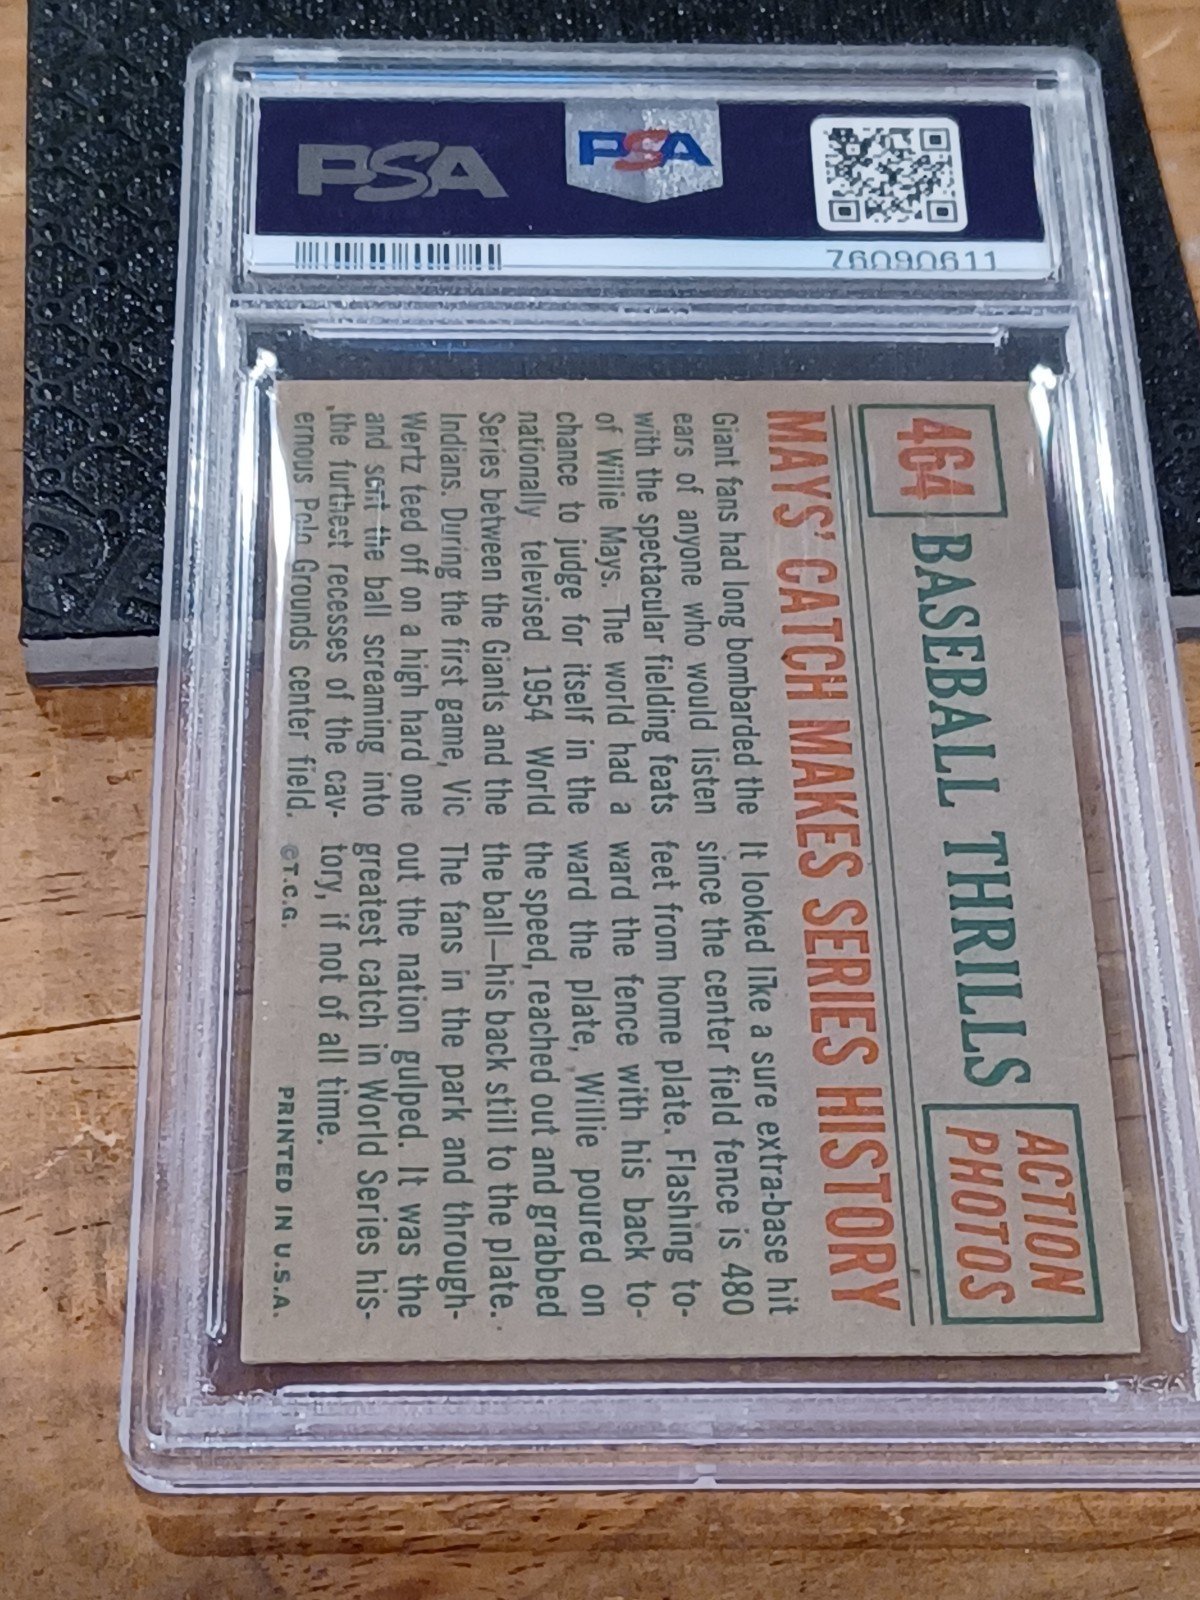 PSA
PSA
76090611
464
BASEBALL THRILLS
ACTION
PHOTOS
MAYS' CATCH MAKES SERIES HISTORY
Giant fans had long bombarded the
ears of anyone who would listen
with the spectacular fielding feats
of Willie Mays. The world had a
chance to judge for itself in the
nationally televised 1954 World
Series between the Giants and the
Indians. During the first game, Vic
Wertz teed off on a high hard one
and sent the ball screaming into
the furthest recesses of the cav-
ernous Polo Grounds center field.
It looked like a sure extra-base hit
since the center field fence is 480
feet from home plate. Flashing to-
ward the fence with his back to-
ward the plate, Willie poured on
the speed, reached out and grabbed
the ball—his back still to the plate.
The fans in the park and through-
out the nation gulped. It was the
greatest catch in World Series his-
tory, if not of all time.
©T.C.G.
PRINTED IN U.S.A.